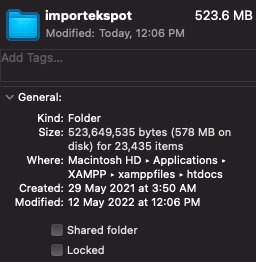 importekspot 523.6 MB
Modified: Today, 12:06 PM
Add Tags...
General:
Kind: Folder
Size: 523,649,535 bytes (578 MB on
disk) for 23,435 items
Where: Macintosh HD ▸ Applications ▸
XAMPP ▸ xamppfiles ▸ htdocs
Created: 29 May 2021 at 3:50 AM
Modified: 12 May 2022 at 12:06 PM
Shared folder
Locked